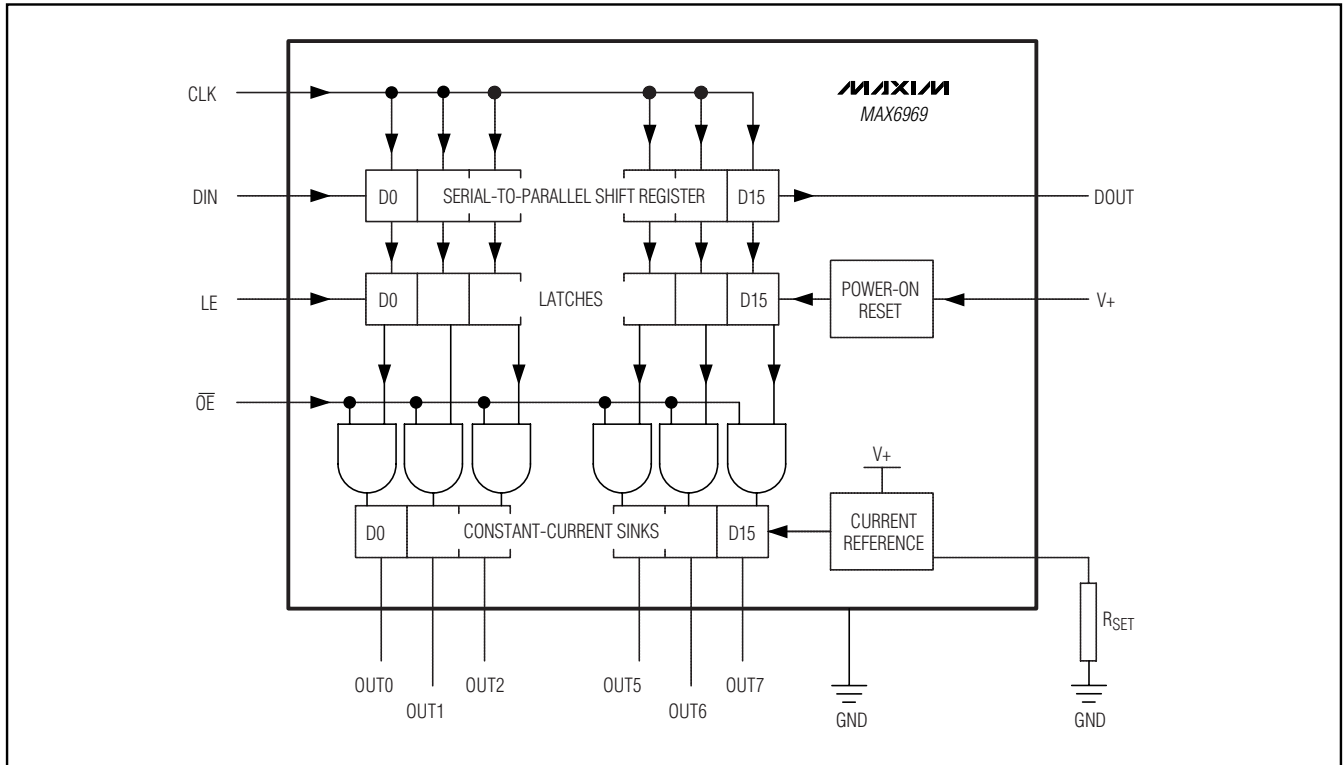 MAXIM
MAX6969
CLK
DIN
D0
SERIAL-TO-PARALLEL SHIFT REGISTER
D15
DOUT
LE
D0
LATCHES
D15
POWER-ON
RESET
V+
O̅E̅
V+
D0
CONSTANT-CURRENT SINKS
D15
CURRENT
REFERENCE
RSET
OUT0
OUT1
OUT2
OUT5
OUT6
OUT7
GND
GND